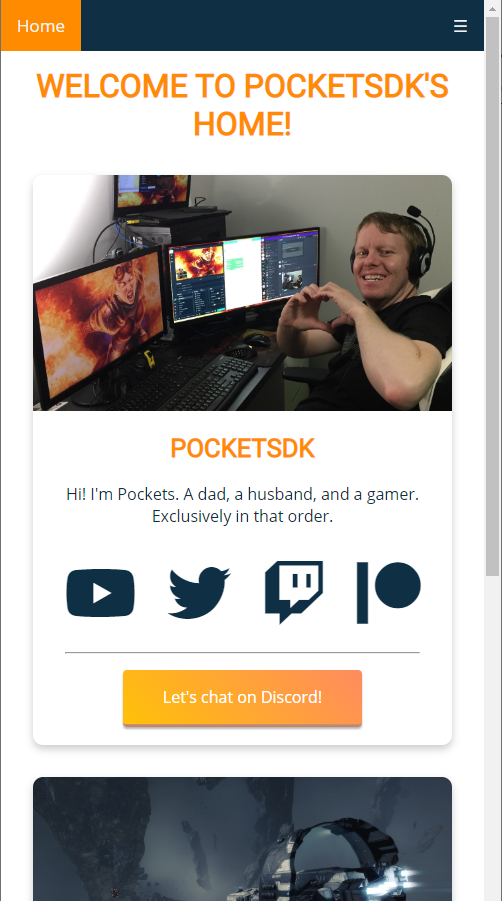 Home
☰
WELCOME TO POCKETSDK'S
HOME!
POCKETSDK
Hi! I'm Pockets. A dad, a husband, and a gamer.
Exclusively in that order.
Let's chat on Discord!